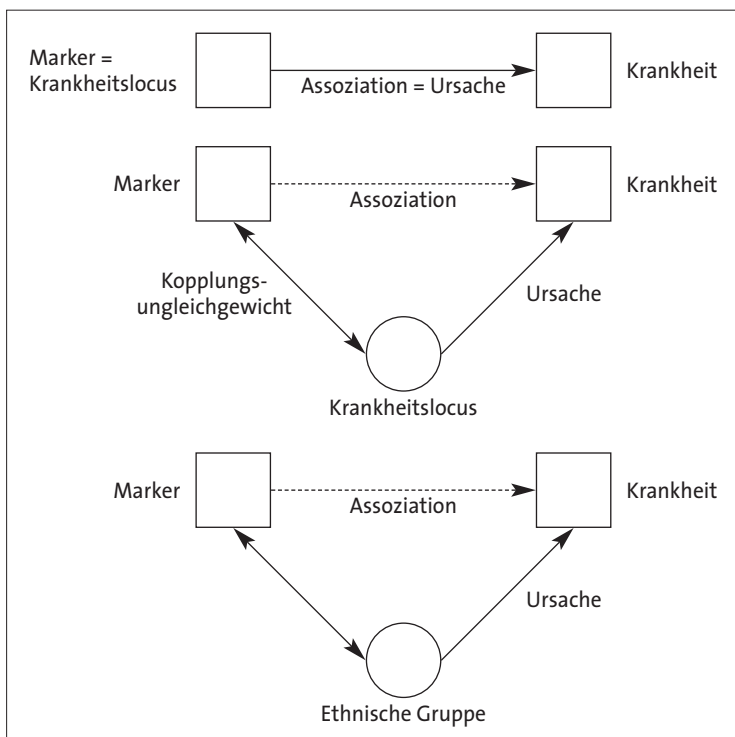 Marker =
Krankheitslocus
Assoziation = Ursache
Krankheit
Marker
Assoziation
Krankheit
Kopplungs-
ungleichgewicht
Ursache
Krankheitslocus
Marker
Assoziation
Krankheit
Ursache
Ethnische Gruppe